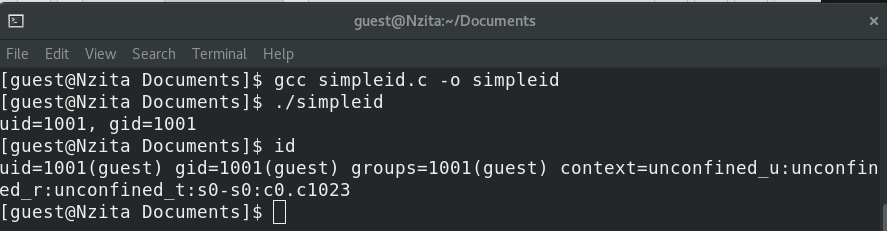 guest@Nzita:~/Documents
File Edit View Search Terminal Help
[guest@Nzita Documents]$ gcc simpleid.c -o simpleid
[guest@Nzita Documents]$ ./simpleid
uid=1001, gid=1001
[guest@Nzita Documents]$ id
uid=1001(guest) gid=1001(guest) groups=1001(guest) context=unconfined_u:unconfin
ed_r:unconfined_t:s0-s0:c0.c1023
[guest@Nzita Documents]$